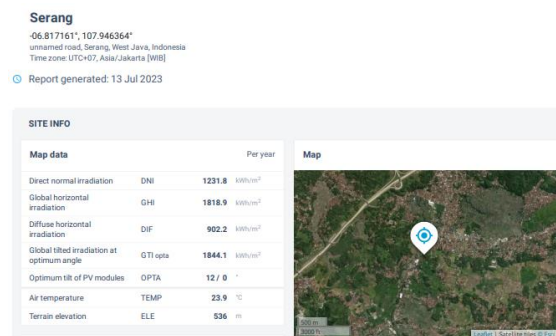 Serang
-06.817161°, 107.946364°
unnamed road, Serang, West Java, Indonesia
Time zone: UTC+07, Asia/Jakarta [WIB]
Report generated: 13 Jul 2023
SITE INFO
Map data Per year
Direct normal irradiation DNI 1231.8 kWh/m²
Global horizontal
irradiation GHI 1818.9 kWh/m²
Diffuse horizontal
irradiation DIF 902.2 kWh/m²
Global tilted irradiation at
optimum angle GTI opta 1844.1 kWh/m²
Optimum tilt of PV modules OPTA 12 / 0 °
Air temperature TEMP 23.9 °C
Terrain elevation ELE 536 m
Map
500 m
3000 ft
Leaflet | Satellite tiles ©